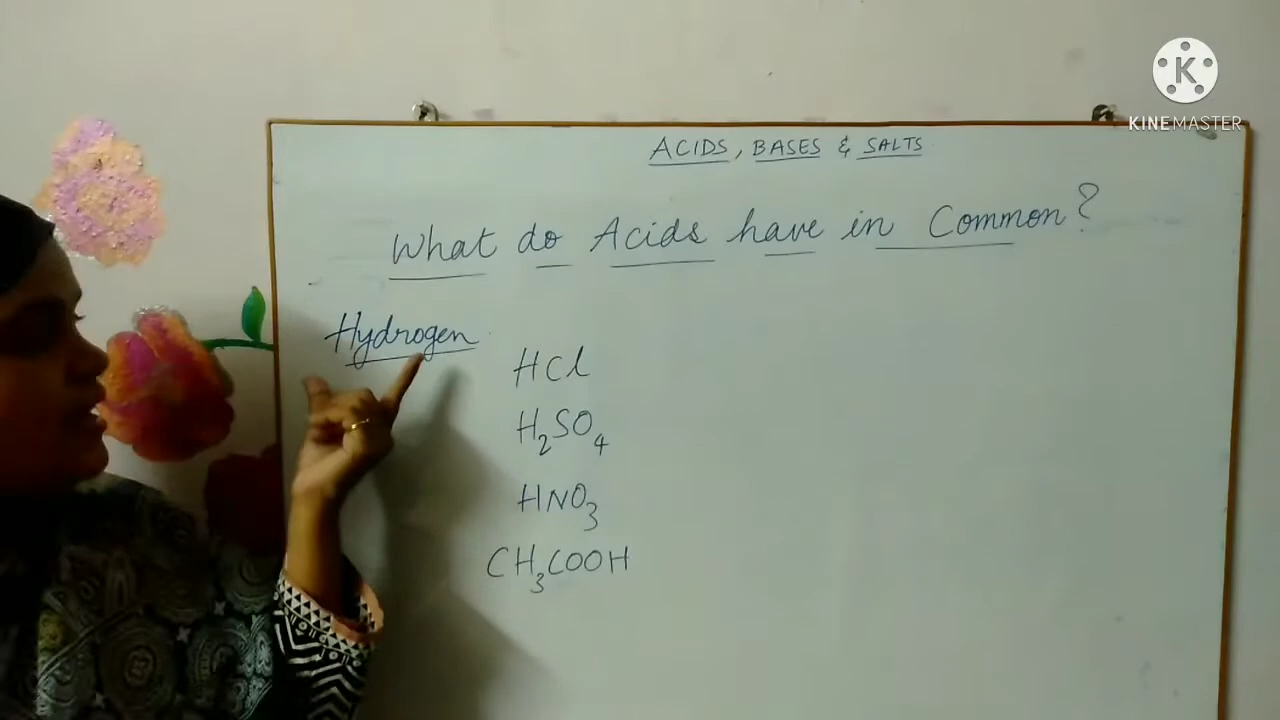 KINEMASTER
ACIDS, BASES & SALTS
What do Acids have in Common?
Hydrogen
HCl
H₂SO₄
HNO₃
CH₃COOH